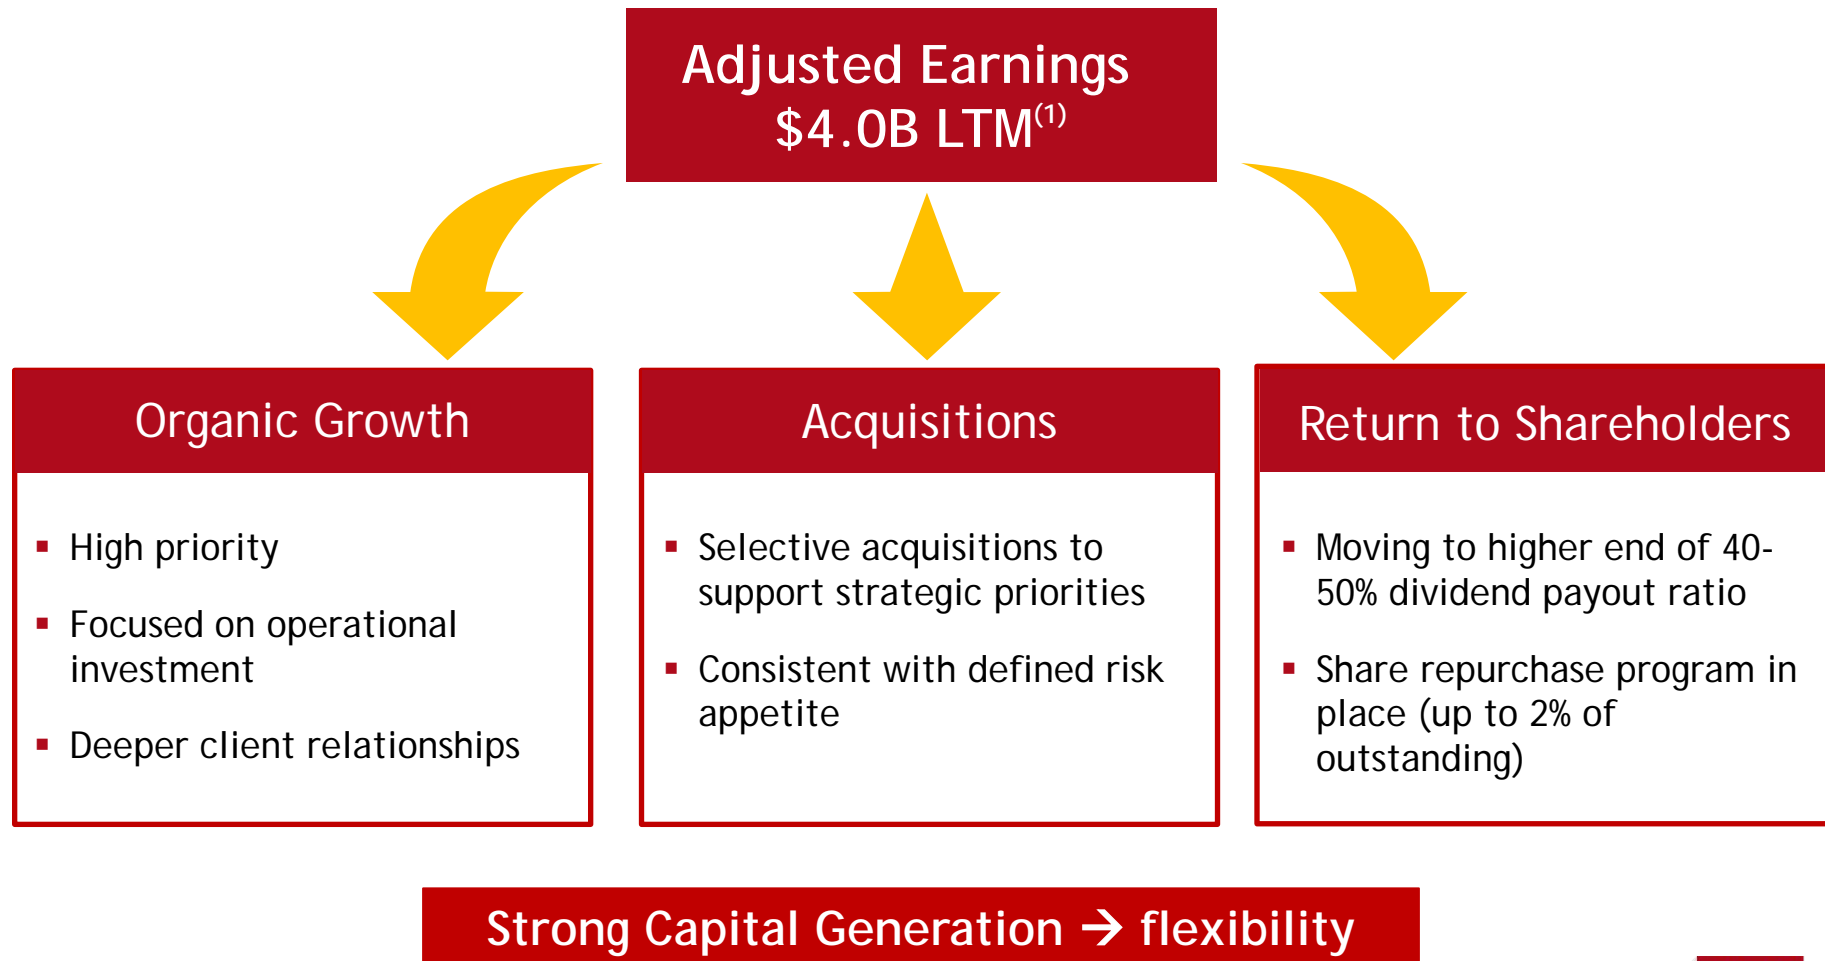 Adjusted Earnings
$4.0B LTM(1)
Organic Growth
▪ High priority
▪ Focused on operational
investment
▪ Deeper client relationships
Acquisitions
▪ Selective acquisitions to
support strategic priorities
▪ Consistent with defined risk
appetite
Return to Shareholders
▪ Moving to higher end of 40-
50% dividend payout ratio
▪ Share repurchase program in
place (up to 2% of
outstanding)
Strong Capital Generation → flexibility